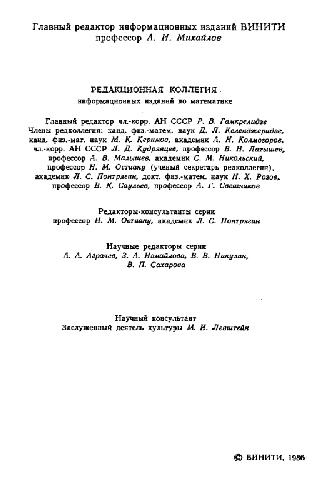 Главный редактор информационных изданий ВИНИТИ
профессор А. И. Михайлов
РЕДАКЦИОННАЯ КОЛЛЕГИЯ
информационных изданий по математике
Главный редактор чл.-корр. АН СССР Р. В. Гамкрелидзе
Члены редколлегии: канд. физ.-матем. наук Д. Л. Келенджеридзе,
канд. физ.-мат. наук М. К. Керимов, академик А. Н. Колмогоров,
чл.-корр. АН СССР Л. Д. Кудрявцев, профессор В. Н. Латышев,
профессор А. В. Малышев, академик С. М. Никольский,
профессор Н. М. Остиану (ученый секретарь редколлегии),
академик Л. С. Понтрягин, докт. физ.-матем. наук Н. Х. Розов,
профессор В. К. Саульев, профессор А. Г. Свешников
Редакторы-консультанты серии
профессор Н. М. Остиану, академик Л. С. Понтрягин
Научные редакторы серии
А. А. Аграчев, З. А. Измайлова, В. В. Никулин,
В. П. Сахарова
Научный консультант
Заслуженный деятель культуры М. И. Левштейн
© ВИНИТИ, 1986